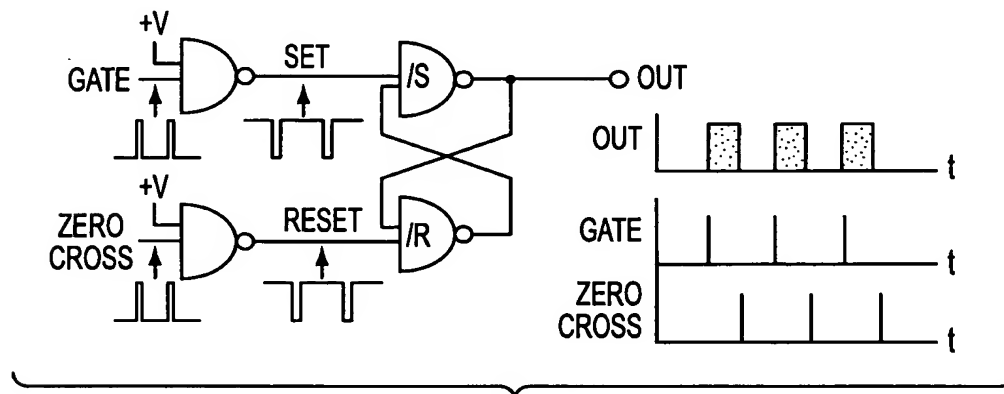 +V
GATE
SET
/S
OUT
+V
ZERO
CROSS
RESET
/R
OUT
t
GATE
t
ZERO
CROSS
t